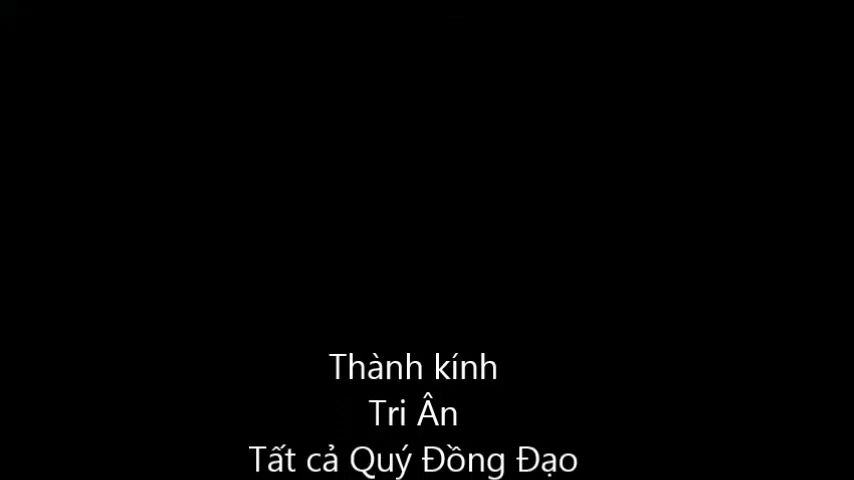 Thành kính
Tri Ân
Tất cả Quý Đồng Đạo